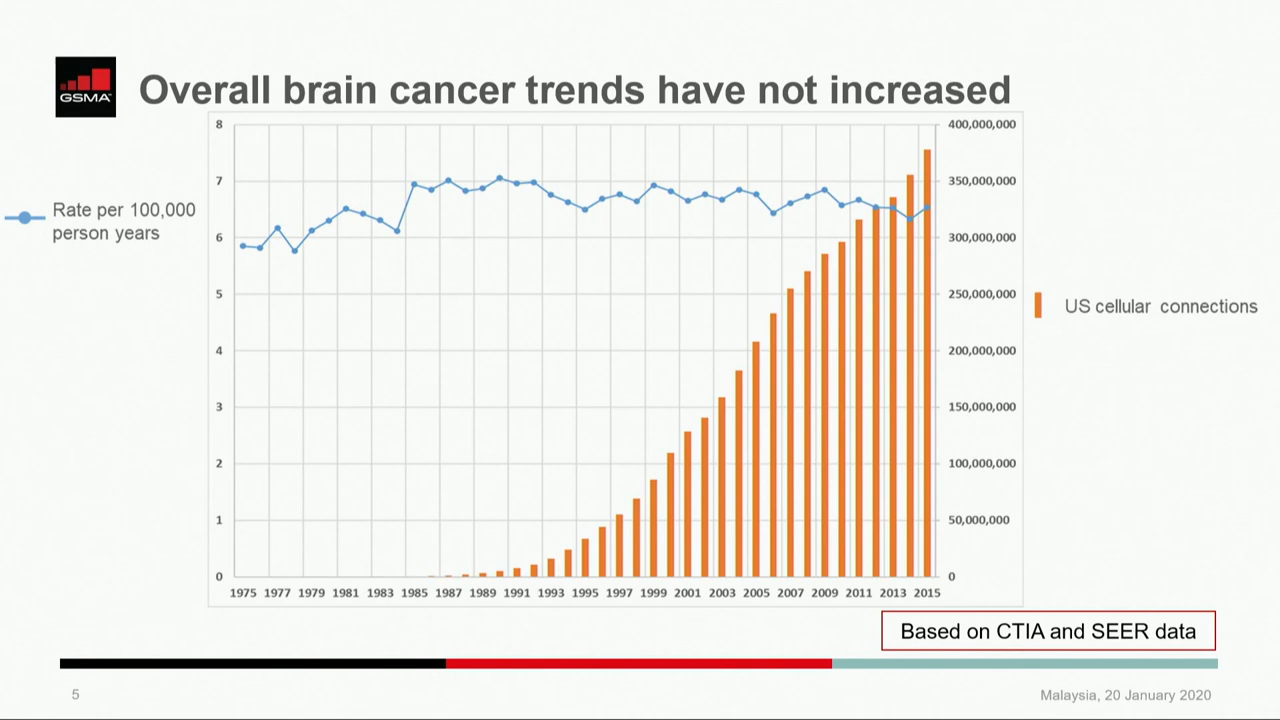 GSMA™
Overall brain cancer trends have not increased
Rate per 100,000
person years
8
7
6
5
4
3
2
1
0
400,000,000
350,000,000
300,000,000
250,000,000
200,000,000
150,000,000
100,000,000
50,000,000
0
US cellular connections
1975 1977 1979 1981 1983 1985 1987 1989 1991 1993 1995 1997 1999 2001 2003 2005 2007 2009 2011 2013 2015
Based on CTIA and SEER data
5
Malaysia, 20 January 2020